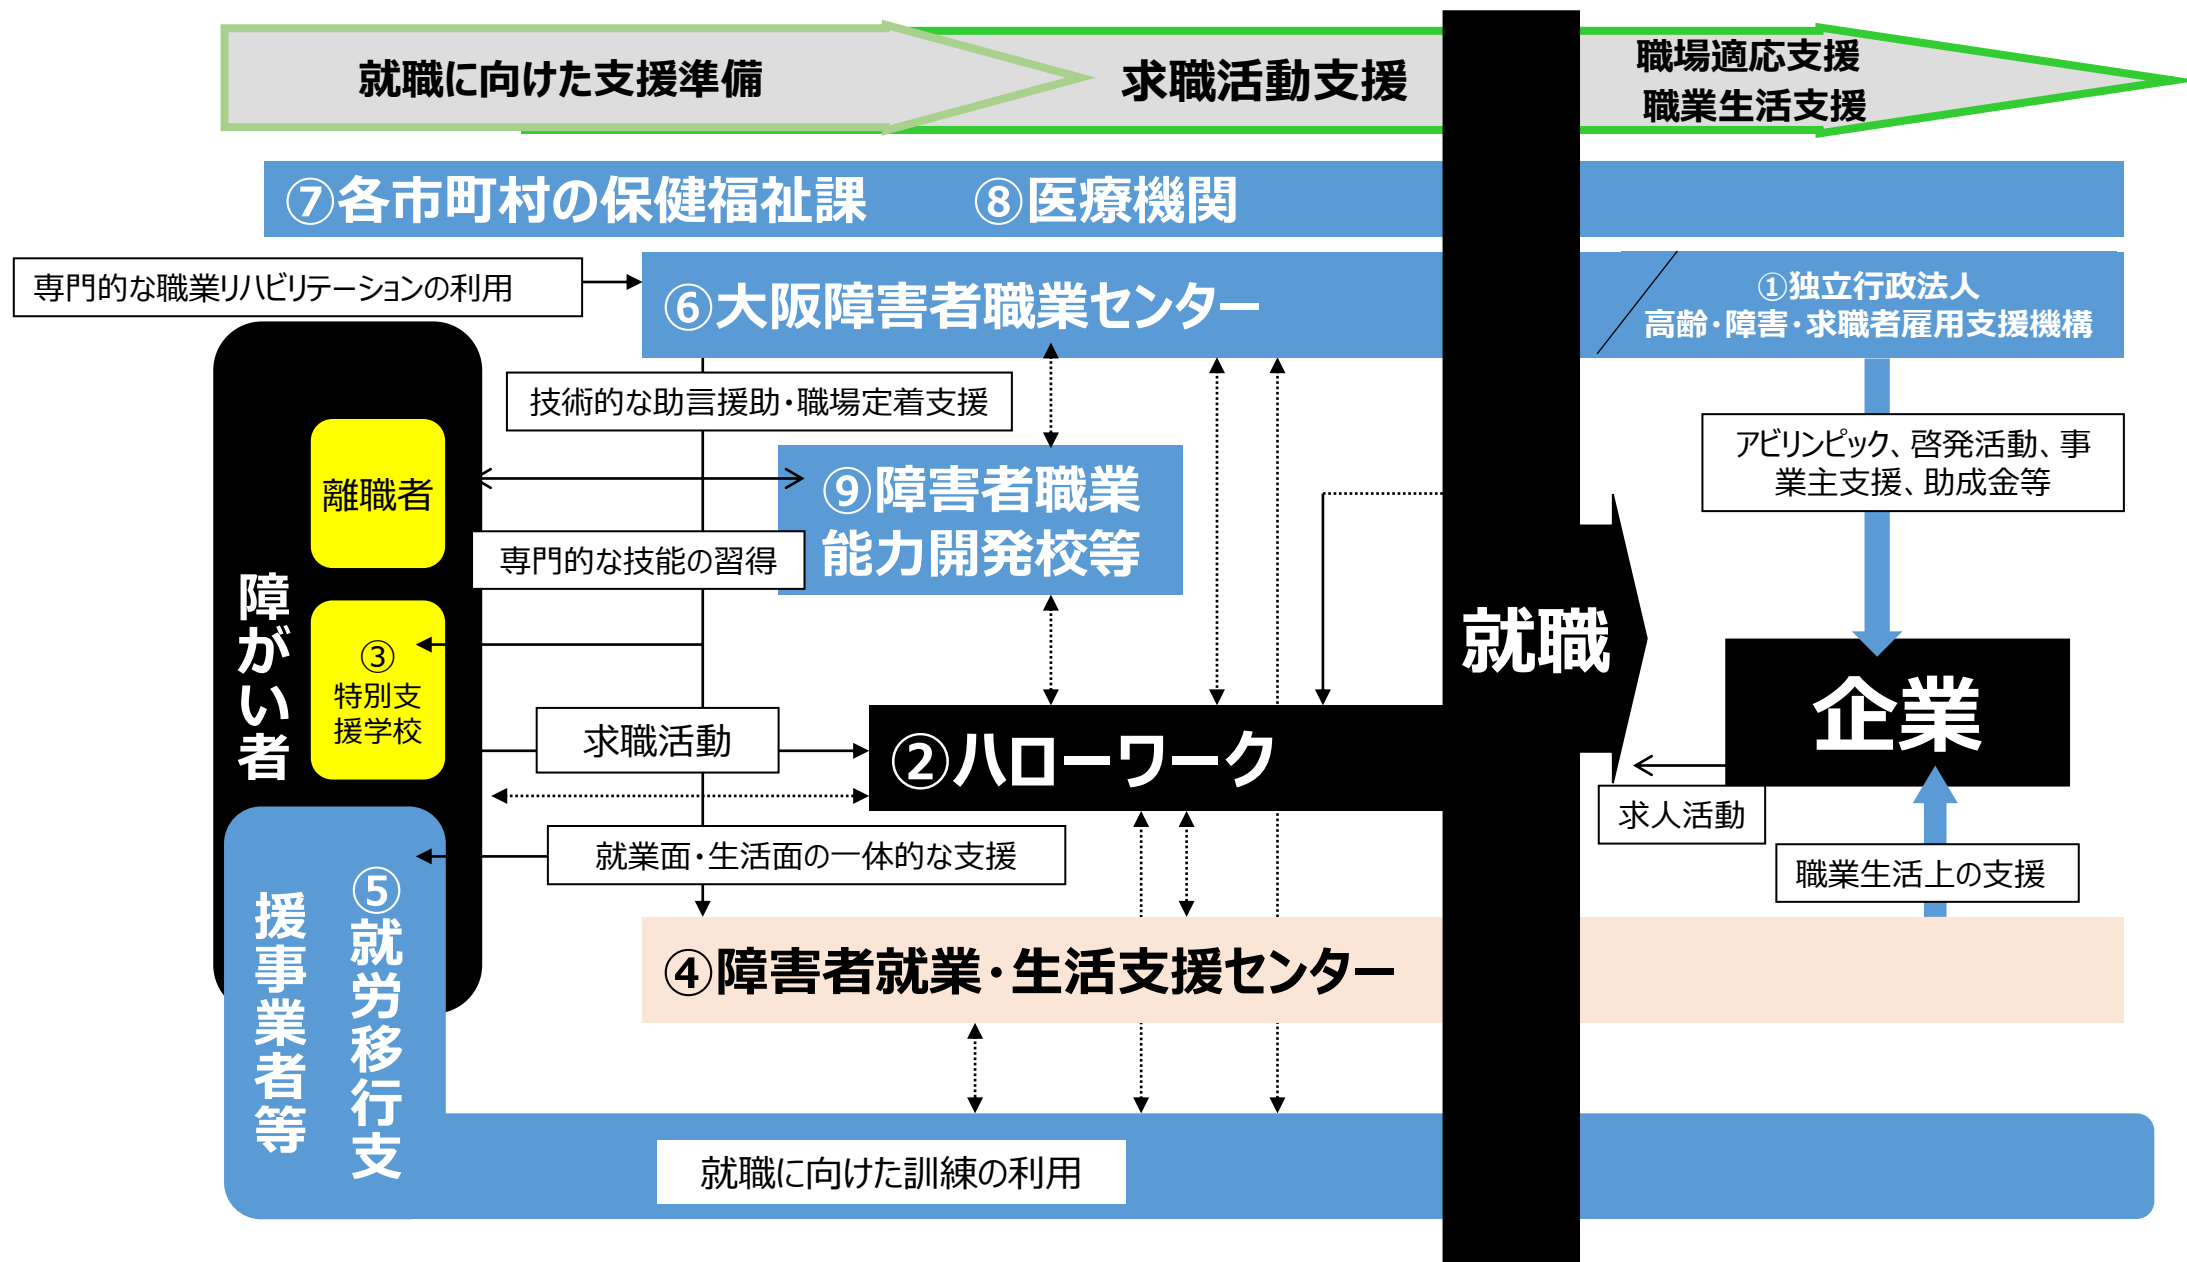 就職に向けた支援準備
求職活動支援
職場適応支援
職業生活支援
⑦各市町村の保健福祉課
⑧医療機関
専門的な職業リハビリテーションの利用
⑥大阪障害者職業センター
①独立行政法人
高齢・障害・求職者雇用支援機構
技術的な助言援助・職場定着支援
アビリンピック、啓発活動、事
業主支援、助成金等
離職者
⑨障害者職業
能力開発校等
専門的な技能の習得
障がい者
③
特別支
援学校
就職
企業
求職活動
②ハローワーク
求人活動
就業面・生活面の一体的な支援
職業生活上の支援
④障害者就業・生活支援センター
⑤就労移行支
援事業者等
就職に向けた訓練の利用